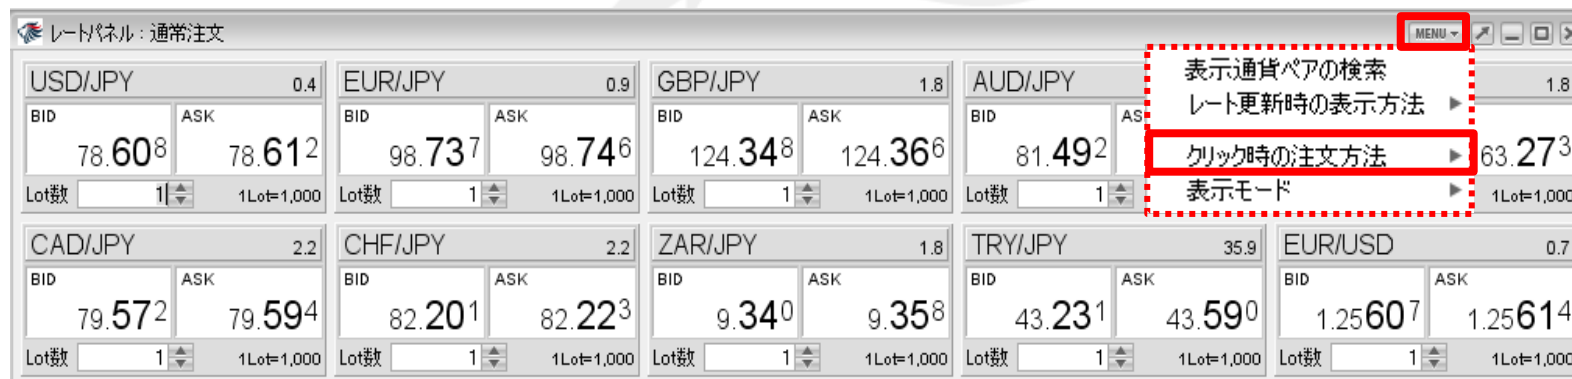 レートパネル：通常注文
MENU
USD/JPY 0.4
BID ASK
78.608 78.612
Lot数 1 1Lot=1,000
EUR/JPY 0.9
BID ASK
98.737 98.746
Lot数 1 1Lot=1,000
GBP/JPY 1.8
BID ASK
124.348 124.366
Lot数 1 1Lot=1,000
AUD/JPY
BID AS
81.492
Lot数 1
表示通貨ペアの検索
レート更新時の表示方法
クリック時の注文方法
表示モード
1.8
63.273
1Lot=1,000
CAD/JPY 2.2
BID ASK
79.572 79.594
Lot数 1 1Lot=1,000
CHF/JPY 2.2
BID ASK
82.201 82.223
Lot数 1 1Lot=1,000
ZAR/JPY 1.8
BID ASK
9.340 9.358
Lot数 1 1Lot=1,000
TRY/JPY 35.9
BID ASK
43.231 43.590
Lot数 1 1Lot=1,000
EUR/USD 0.7
BID ASK
1.25607 1.25614
Lot数 1 1Lot=1,000